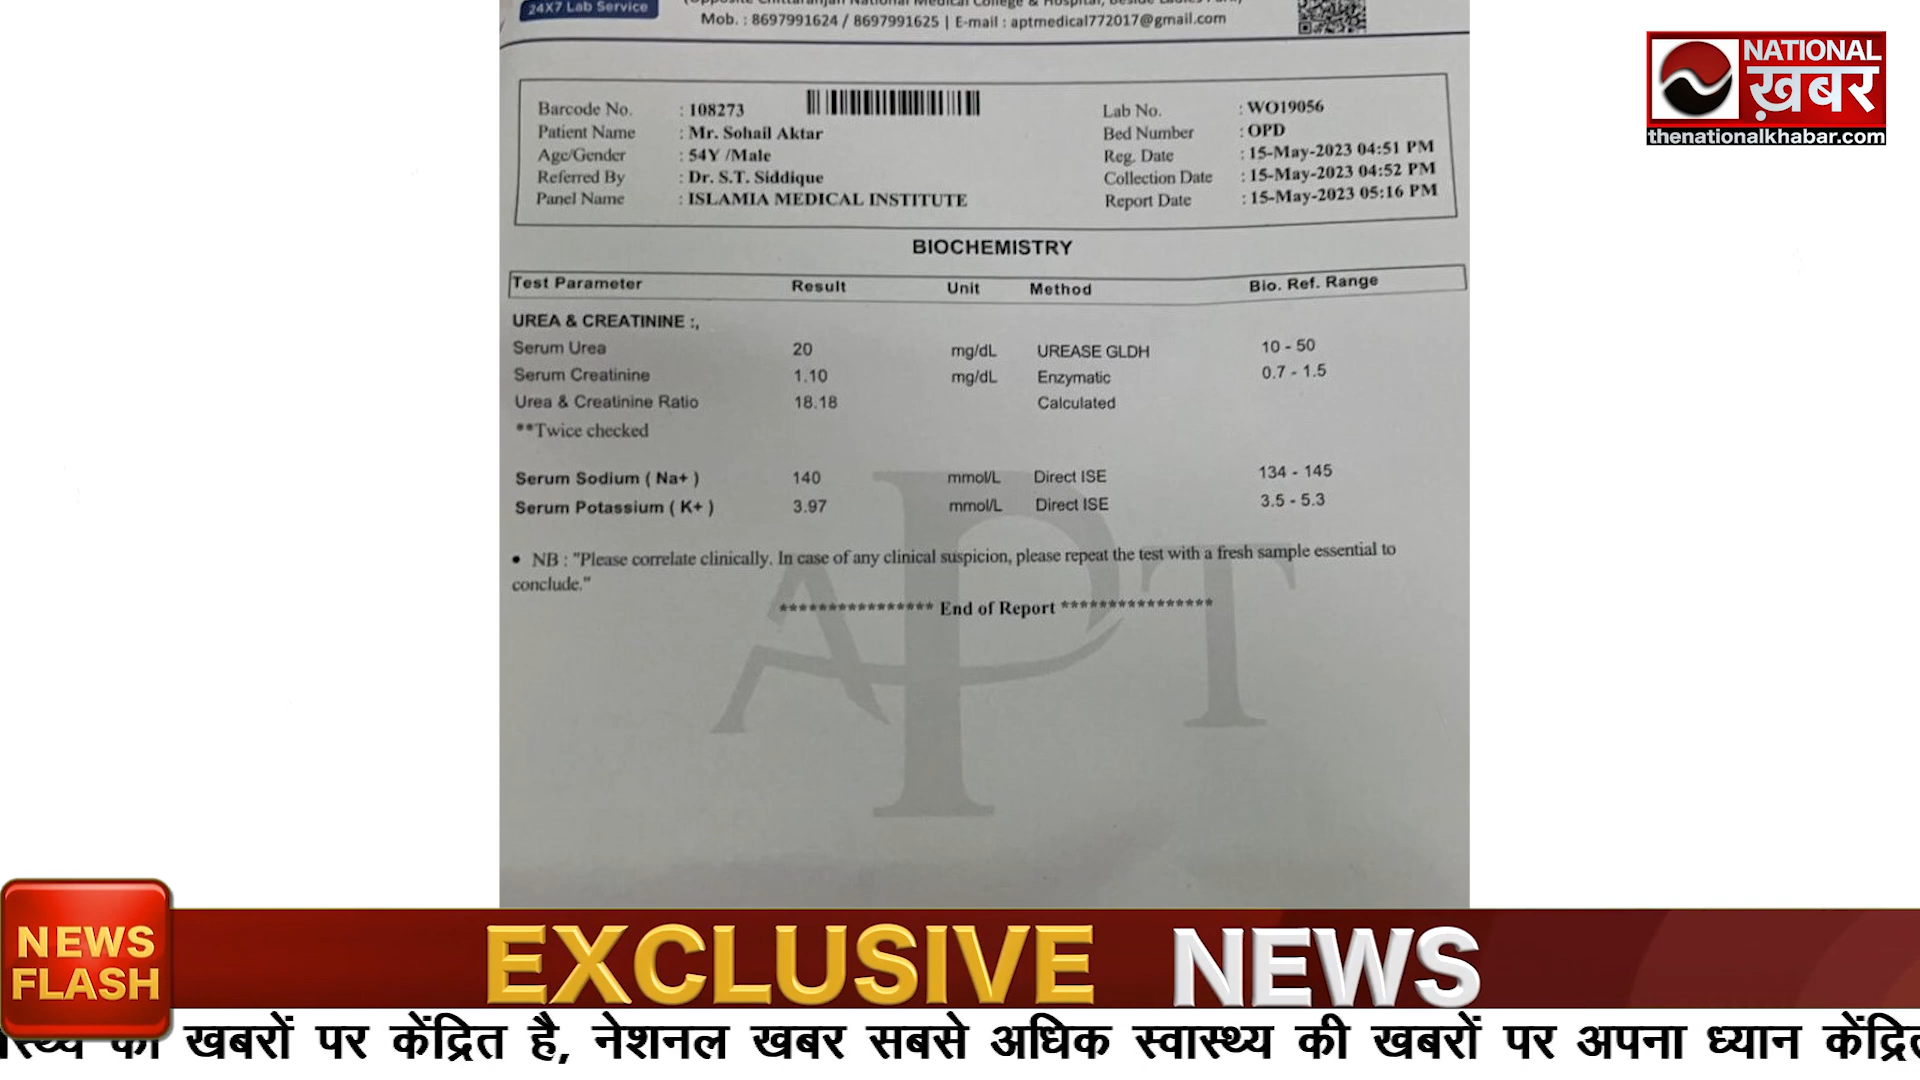 24X7 Lab Service
Mob. : 8697991624 / 8697991625 | E-mail : aptmedical772017@gmail.com
NATIONAL
ख़बर
thenationalkhabar.com
Barcode No. : 108273 Lab No. : WO19056
Patient Name : Mr. Sohail Aktar Bed Number : OPD
Age/Gender : 54Y /Male Reg. Date : 15-May-2023 04:51 PM
Referred By : Dr. S.T. Siddique Collection Date : 15-May-2023 04:52 PM
Panel Name : ISLAMIA MEDICAL INSTITUTE Report Date : 15-May-2023 05:16 PM
BIOCHEMISTRY
Test Parameter Result Unit Method Bio. Ref. Range
UREA & CREATININE :,
Serum Urea 20 mg/dL UREASE GLDH 10 - 50
Serum Creatinine 1.10 mg/dL Enzymatic 0.7 - 1.5
Urea & Creatinine Ratio 18.18 Calculated
**Twice checked
Serum Sodium ( Na+ ) 140 mmol/L Direct ISE 134 - 145
Serum Potassium ( K+ ) 3.97 mmol/L Direct ISE 3.5 - 5.3
• NB : "Please correlate clinically. In case of any clinical suspicion, please repeat the test with a fresh sample essential to
conclude."
**************** End of Report ****************
APT
NEWS
FLASH
EXCLUSIVE NEWS
खबरों पर केंद्रित है, नेशनल खबर सबसे अधिक स्वास्थ्य की खबरों पर अपना ध्यान